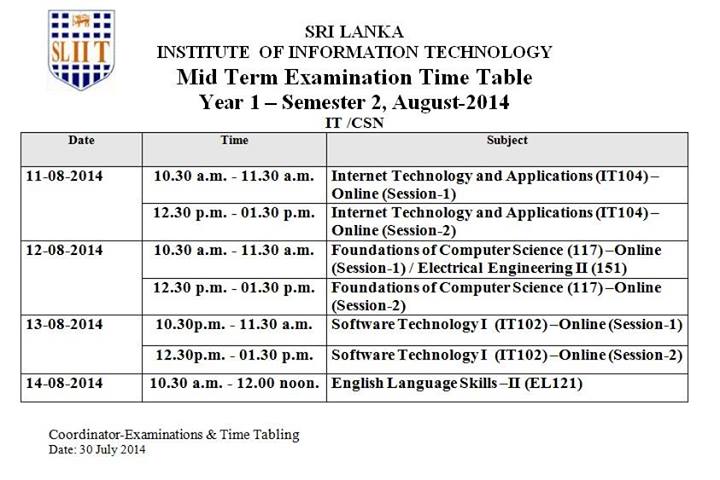 SLIIT
SRI LANKA
INSTITUTE OF INFORMATION TECHNOLOGY
Mid Term Examination Time Table
Year 1 – Semester 2, August-2014
IT /CSN
Date Time Subject
11-08-2014 10.30 a.m. - 11.30 a.m. Internet Technology and Applications (IT104) –
Online (Session-1)
12.30 p.m. - 01.30 p.m. Internet Technology and Applications (IT104) –
Online (Session-2)
12-08-2014 10.30 a.m. - 11.30 a.m. Foundations of Computer Science (117) –Online
(Session-1) / Electrical Engineering II (151)
12.30 p.m. - 01.30 p.m. Foundations of Computer Science (117) –Online
(Session-2)
13-08-2014 10.30p.m. - 11.30 a.m. Software Technology I (IT102) –Online (Session-1)
12.30p.m. - 01.30 p.m. Software Technology I (IT102) –Online (Session-2)
14-08-2014 10.30 a.m. - 12.00 noon. English Language Skills –II (EL121)
Coordinator-Examinations & Time Tabling
Date: 30 July 2014